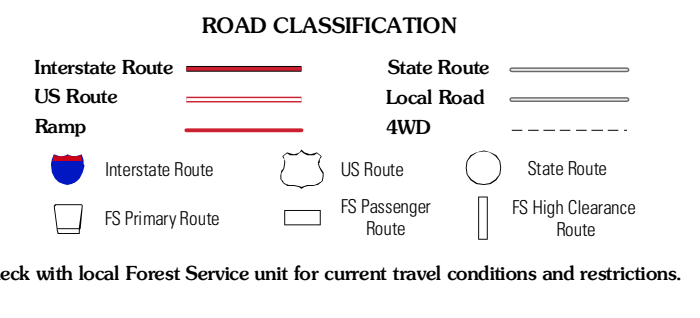 ROAD CLASSIFICATION
Interstate Route
State Route
US Route
Local Road
Ramp
4WD
Interstate Route
US Route
State Route
FS Primary Route
FS Passenger
Route
FS High Clearance
Route
with local Forest Service unit for current travel conditions and restrictions.